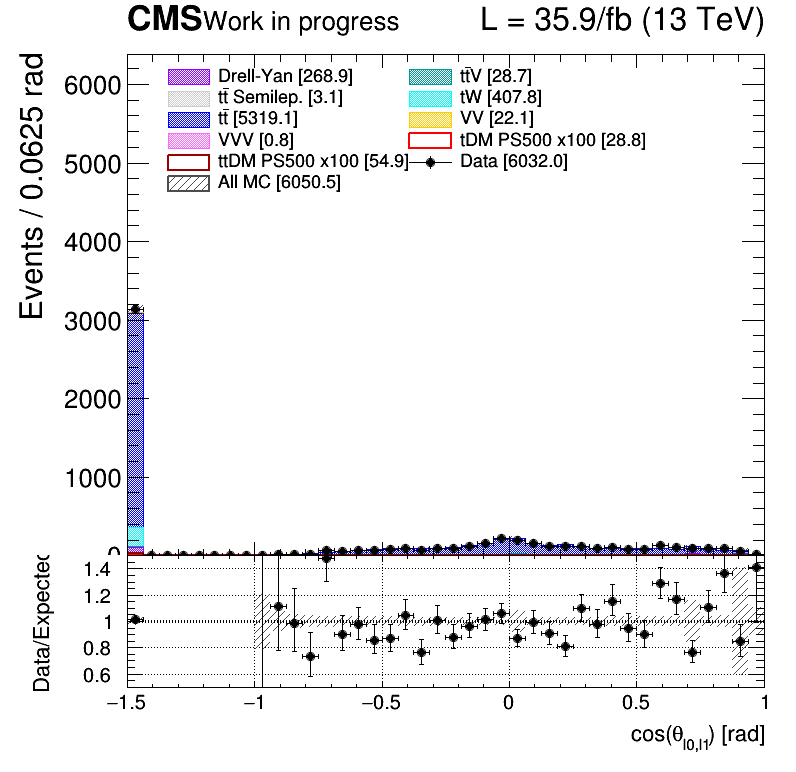 CMS Work in progress L = 35.9/fb (13 TeV)
Events / 0.0625 rad
6000
5000
4000
3000
2000
1000
0
Drell-Yan [268.9]
tt̄V [28.7]
tt̄ Semilep. [3.1]
tW [407.8]
tt̄ [5319.1]
VV [22.1]
VVV [0.8]
tDM PS500 x100 [28.8]
ttDM PS500 x100 [54.9]
Data [6032.0]
All MC [6050.5]
Data/Expected
1.4
1.2
1
0.8
0.6
−1.5 −1 −0.5 0 0.5 1
cos(θl0,l1) [rad]